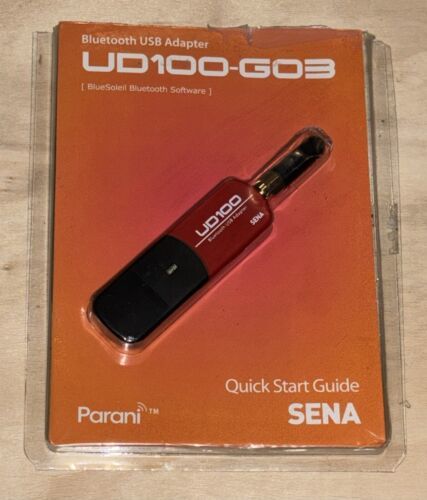 Bluetooth USB Adapter
UD100-G03
[ BlueSoleil Bluetooth Software ]
UD100
Bluetooth USB Adapter
SENA
Quick Start Guide
Parani™
SENA